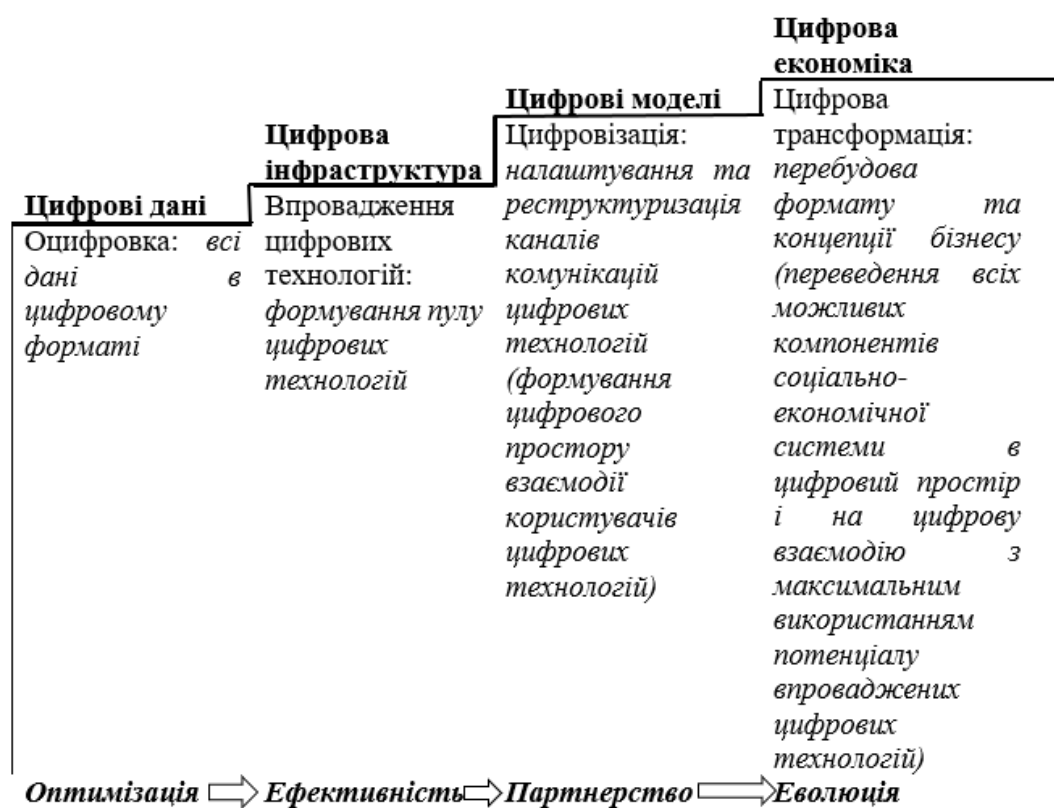 Цифрові дані
Оцифровка: всі
дані в
цифровому
форматі
Цифрова
інфраструктура
Впровадження
цифрових
технологій:
формування пулу
цифрових
технологій
Цифрові моделі
Цифровізація:
налаштування та
реструктуризація
каналів
комунікацій
цифрових
технологій
(формування
цифрового
простору
взаємодії
користувачів
цифрових
технологій)
Цифрова
економіка
Цифрова
трансформація:
перебудова
формату та
концепції бізнесу
(переведення всіх
можливих
компонентів
соціально-
економічної
системи в
цифровий простір
і на цифрову
взаємодію з
максимальним
використанням
потенціалу
впроваджених
цифрових
технологій)
Оптимізація Ефективність Партнерство Еволюція